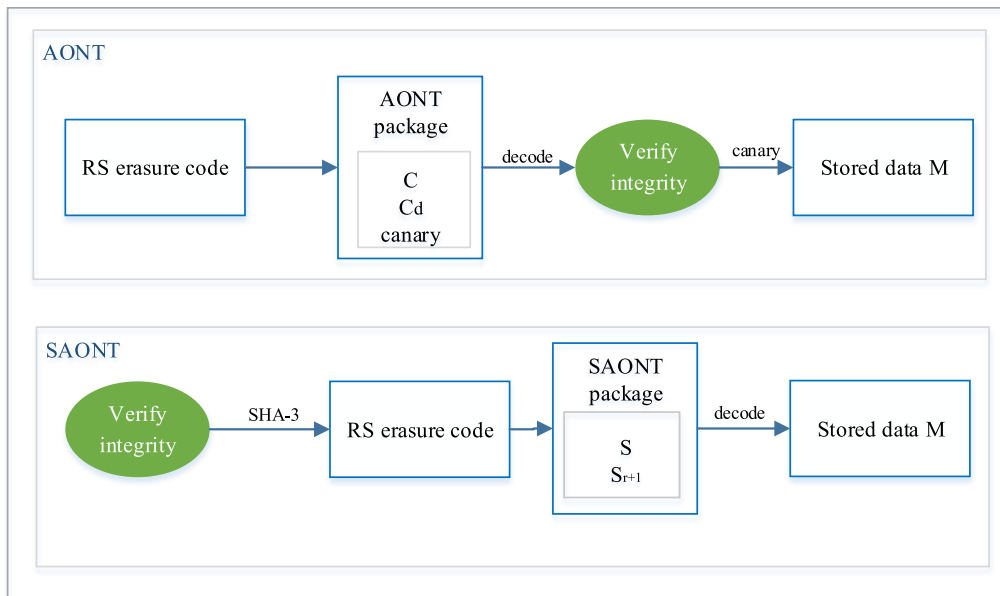 AONT
RS erasure code
AONT
package
C
Cd
canary
decode
Verify
integrity
canary
Stored data M
SAONT
Verify
integrity
SHA-3
RS erasure code
SAONT
package
S
Sr+1
decode
Stored data M